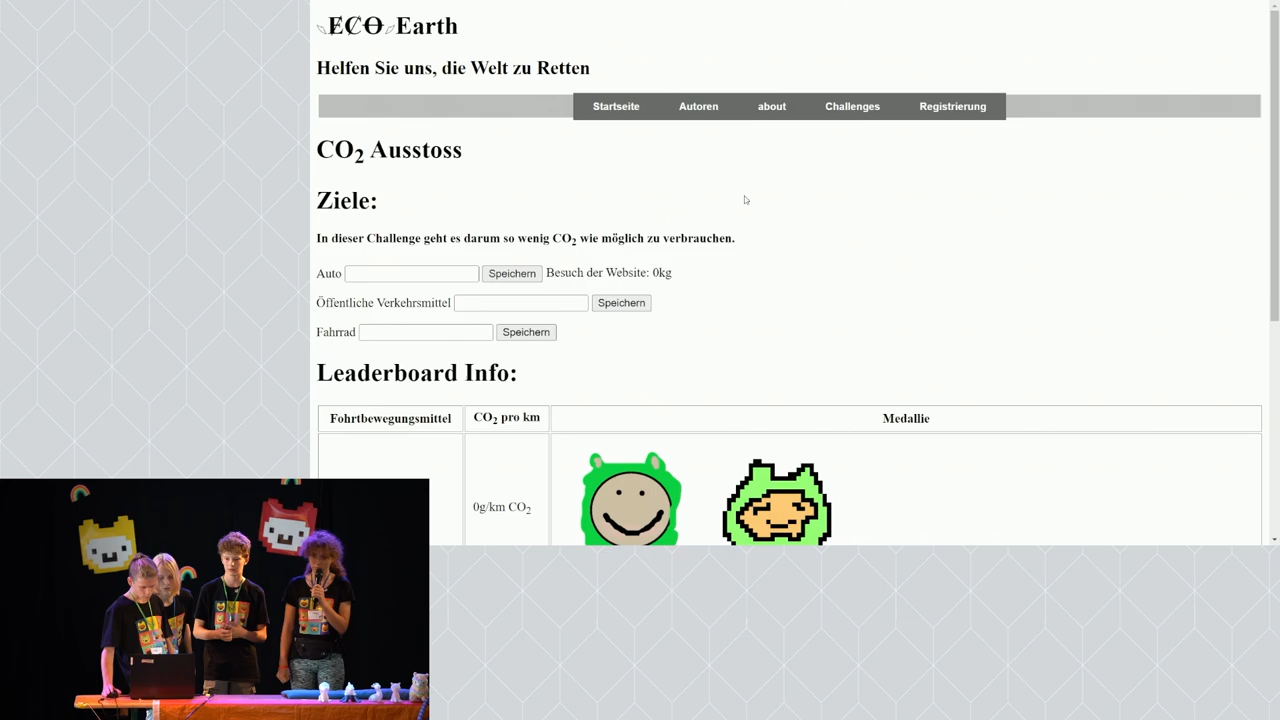 ECO Earth
Helfen Sie uns, die Welt zu Retten
Startseite Autoren about Challenges Registrierung
CO₂ Ausstoss
Ziele:
In dieser Challenge geht es darum so wenig CO₂ wie möglich zu verbrauchen.
Auto Speichern Besuch der Website: 0kg
Öffentliche Verkehrsmittel Speichern
Fahrrad Speichern
Leaderboard Info:
Fohrtbewegungsmittel CO₂ pro km Medallie
0g/km CO₂